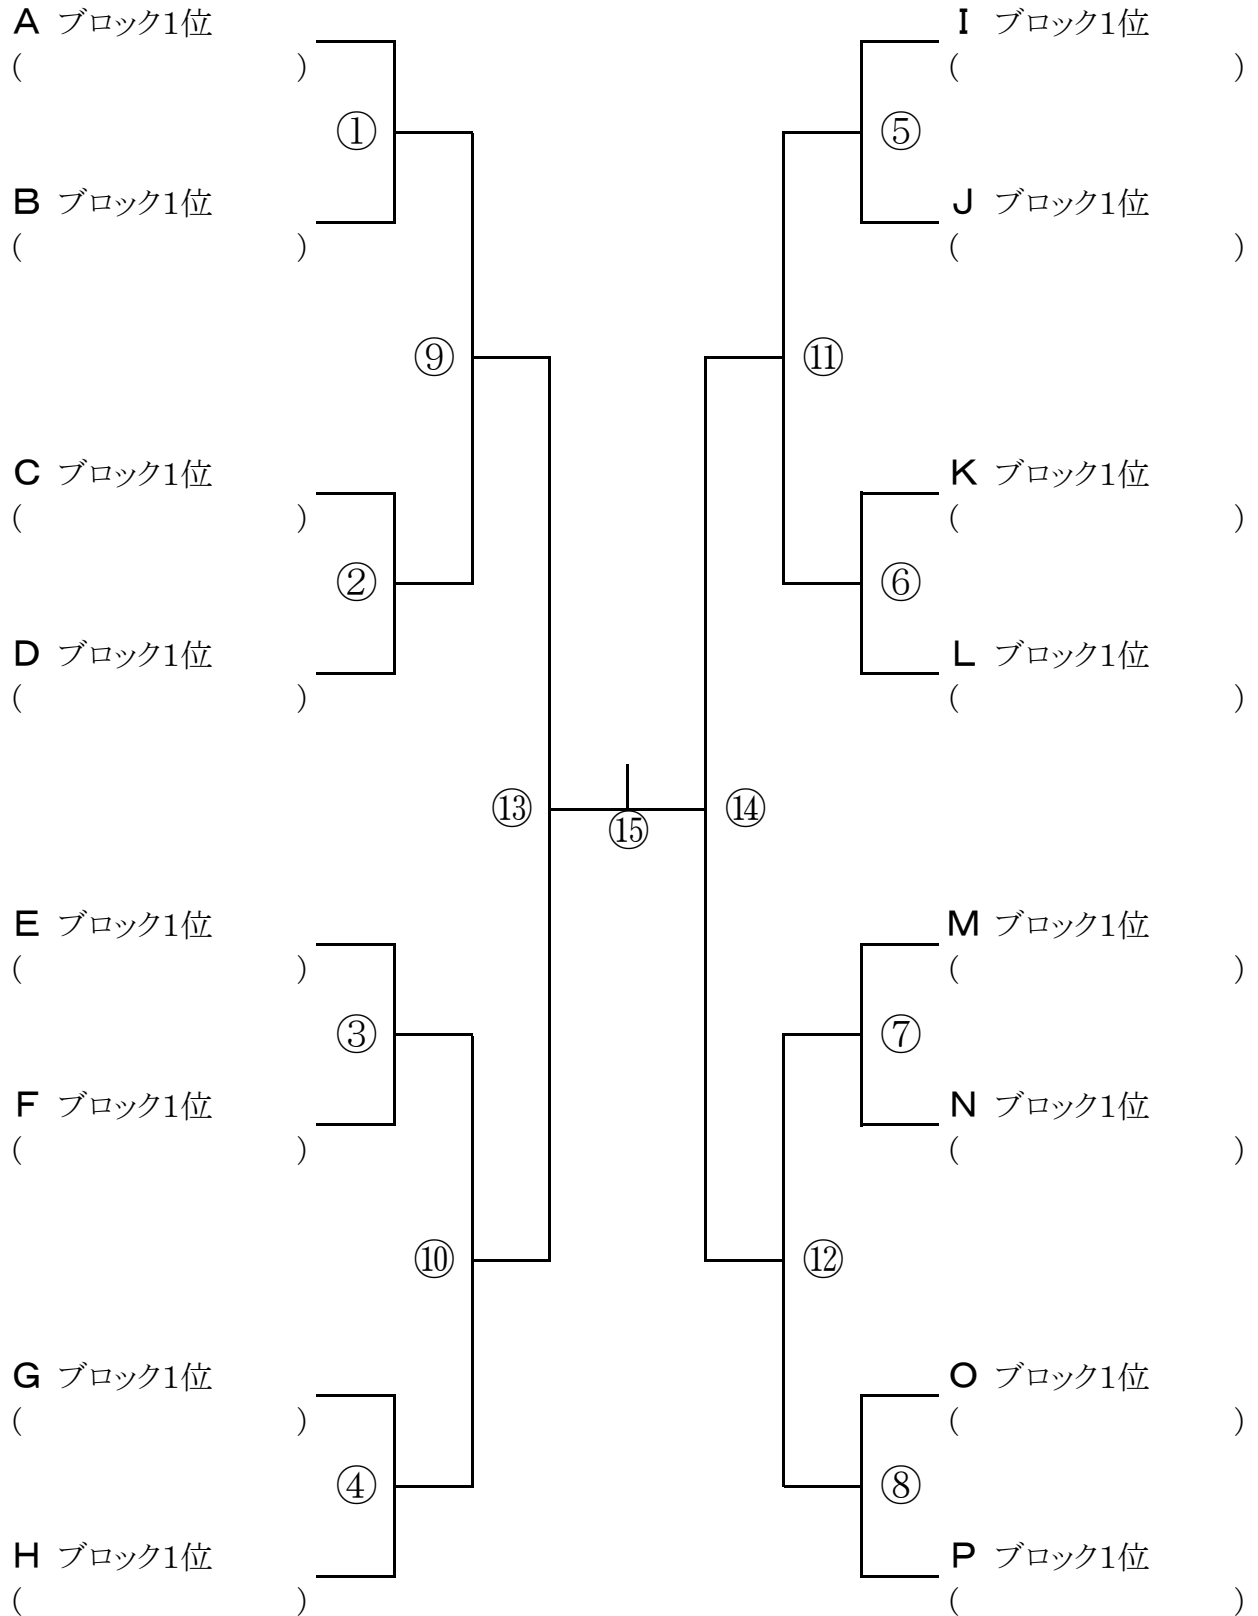 A ブロック1位
( )
①
B ブロック1位
( )
⑨
C ブロック1位
( )
②
D ブロック1位
( )
⑬
E ブロック1位
( )
③
F ブロック1位
( )
⑩
G ブロック1位
( )
④
H ブロック1位
( )
⑮
I ブロック1位
( )
⑤
J ブロック1位
( )
⑪
K ブロック1位
( )
⑥
L ブロック1位
( )
⑭
M ブロック1位
( )
⑦
N ブロック1位
( )
⑫
O ブロック1位
( )
⑧
P ブロック1位
( )